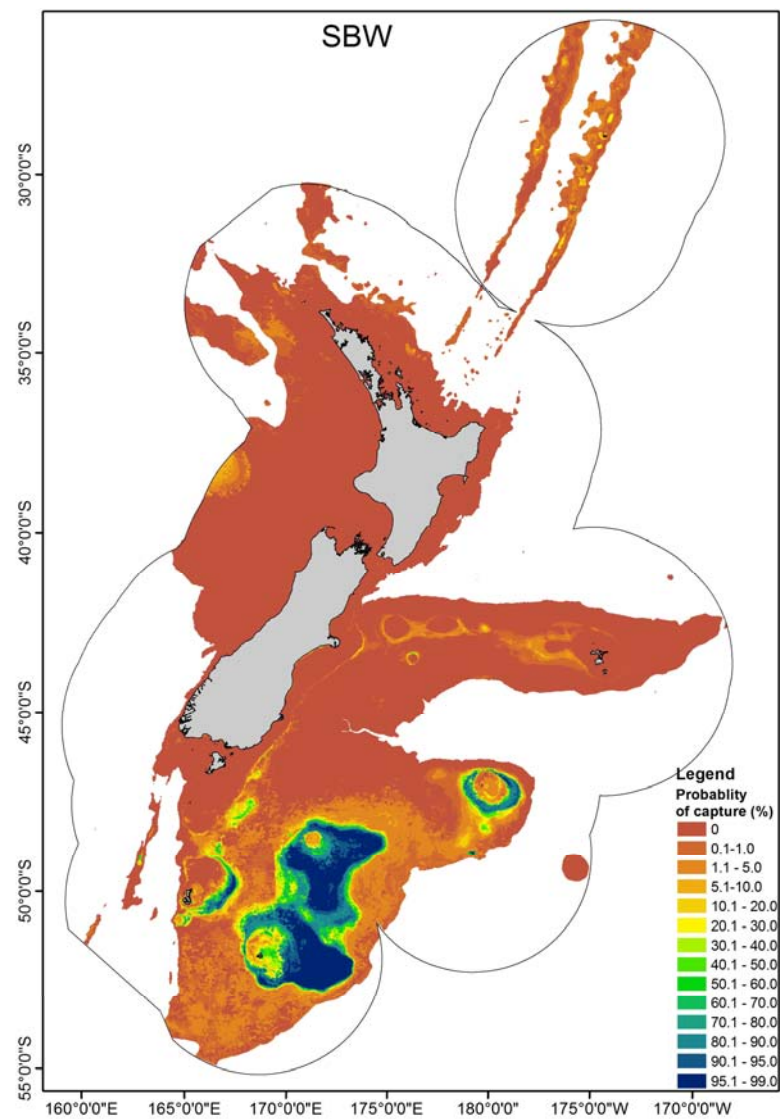 SBW
30°0'0"S
35°0'0"S
40°0'0"S
45°0'0"S
50°0'0"S
55°0'0"S
Legend
Probablity
of capture (%)
0
0.1-1.0
1.1 - 5.0
5.1-10.0
10.1 - 20.0
20.1 - 30.0
30.1 - 40.0
40.1 - 50.0
50.1 - 60.0
60.1 - 70.0
70.1 - 80.0
80.1 - 90.0
90.1 - 95.0
95.1 - 99.0
160°0'0"E 165°0'0"E 170°0'0"E 175°0'0"E 180°0'0" 175°0'0"W 170°0'0"W